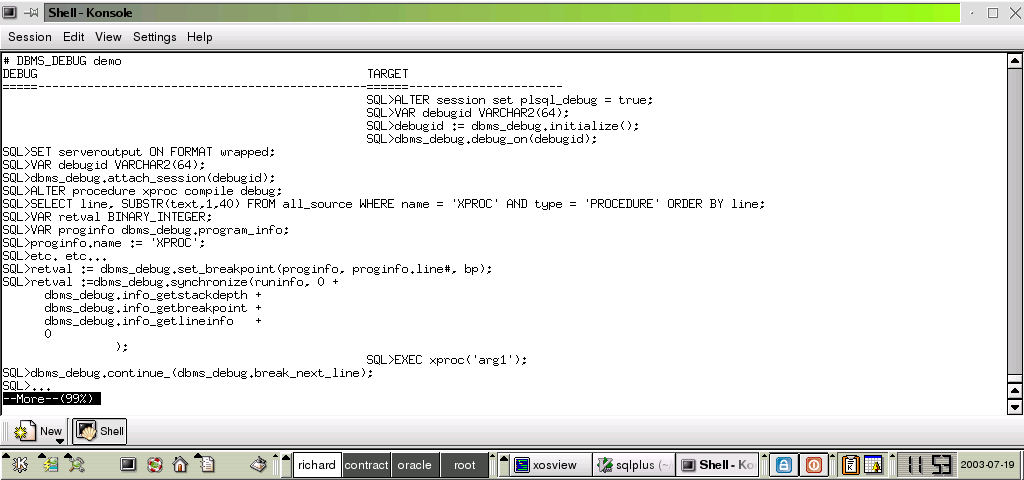 Shell - Konsole
Session Edit View Settings Help
# DBMS_DEBUG demo
DEBUG TARGET
=====----------------------------------------------======----------------------
SQL>ALTER session set plsql_debug = true;
SQL>VAR debugid VARCHAR2(64);
SQL>debugid := dbms_debug.initialize();
SQL>dbms_debug.debug_on(debugid);
SQL>SET serveroutput ON FORMAT wrapped;
SQL>VAR debugid VARCHAR2(64);
SQL>dbms_debug.attach_session(debugid);
SQL>ALTER procedure xproc compile debug;
SQL>SELECT line, SUBSTR(text,1,40) FROM all_source WHERE name = 'XPROC' AND type = 'PROCEDURE' ORDER BY line;
SQL>VAR retval BINARY_INTEGER;
SQL>VAR proginfo dbms_debug.program_info;
SQL>proginfo.name := 'XPROC';
SQL>etc. etc...
SQL>retval := dbms_debug.set_breakpoint(proginfo, proginfo.line#, bp);
SQL>retval :=dbms_debug.synchronize(runinfo, 0 +
dbms_debug.info_getstackdepth +
dbms_debug.info_getbreakpoint +
dbms_debug.info_getlineinfo +
0
);
SQL>EXEC xproc('arg1');
SQL>dbms_debug.continue_(dbms_debug.break_next_line);
SQL>...
--More--(99%)
New Shell
richard contract oracle root xosview sqlplus (~ Shell - Ko 11 53 2003-07-19